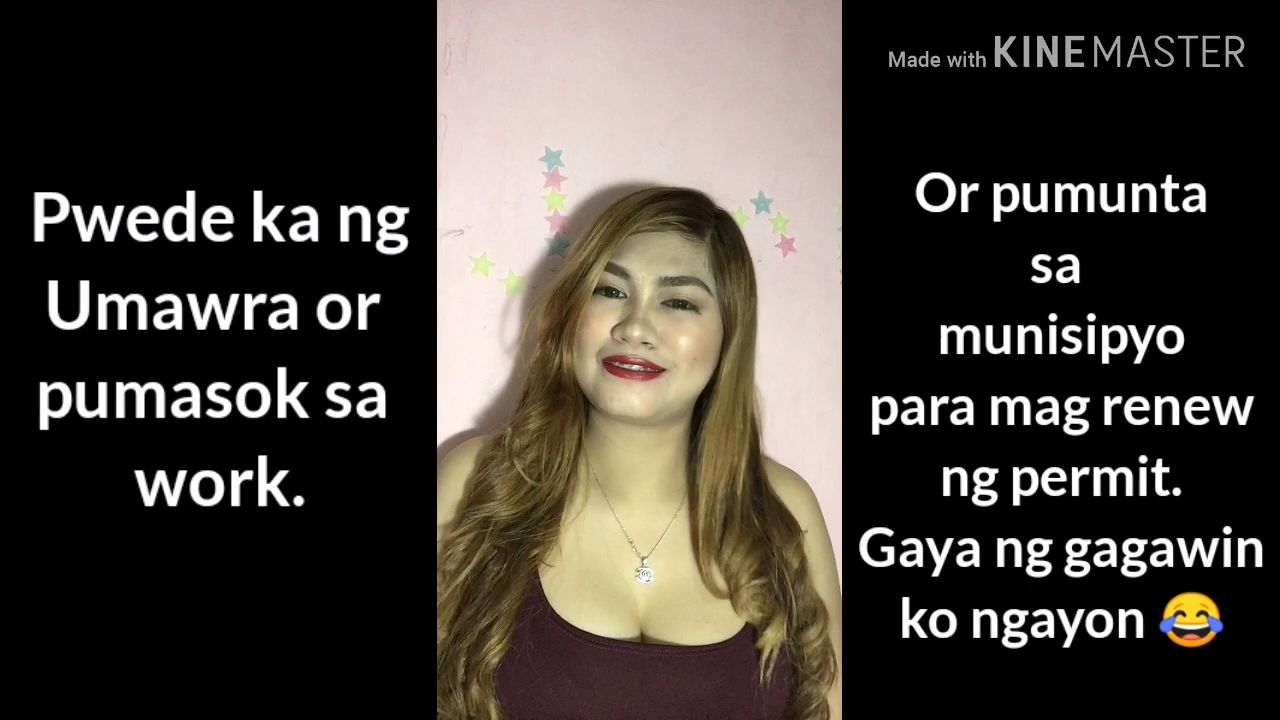 Made with KINEMASTER
Pwede ka ng
Umawra or
pumasok sa
work.
Or pumunta
sa
munisipyo
para mag renew
ng permit.
Gaya ng gagawin
ko ngayon 😂